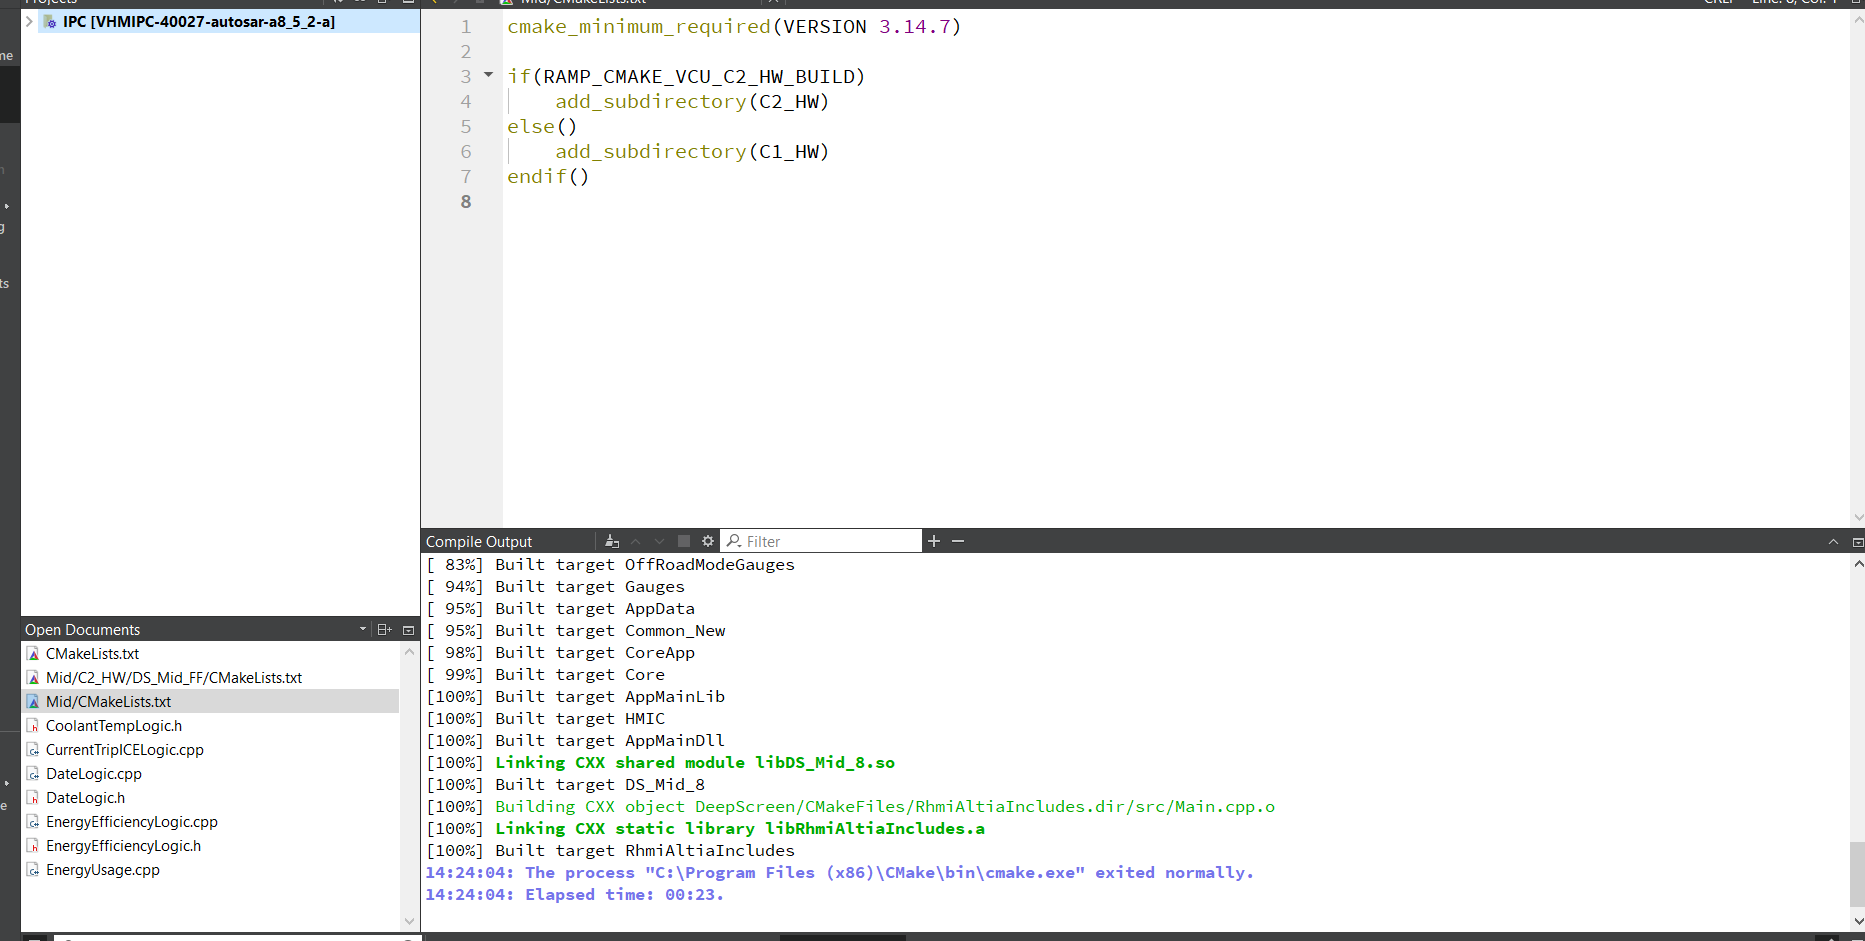 Projects
Mid/CMakeLists.txt
IPC [VHMIPC-40027-autosar-a8_5_2-a]
1 cmake_minimum_required(VERSION 3.14.7)
2
3 if(RAMP_CMAKE_VCU_C2_HW_BUILD)
4 add_subdirectory(C2_HW)
5 else()
6 add_subdirectory(C1_HW)
7 endif()
8
Compile Output
Filter
[ 83%] Built target OffRoadModeGauges
[ 94%] Built target Gauges
[ 95%] Built target AppData
[ 95%] Built target Common_New
[ 98%] Built target CoreApp
[ 99%] Built target Core
[100%] Built target AppMainLib
[100%] Built target HMIC
[100%] Built target AppMainDll
[100%] Linking CXX shared module libDS_Mid_8.so
[100%] Built target DS_Mid_8
[100%] Building CXX object DeepScreen/CMakeFiles/RhmiAltiaIncludes.dir/src/Main.cpp.o
[100%] Linking CXX static library libRhmiAltiaIncludes.a
[100%] Built target RhmiAltiaIncludes
14:24:04: The process "C:\Program Files (x86)\CMake\bin\cmake.exe" exited normally.
14:24:04: Elapsed time: 00:23.
Open Documents
CMakeLists.txt
Mid/C2_HW/DS_Mid_FF/CMakeLists.txt
Mid/CMakeLists.txt
CoolantTempLogic.h
CurrentTripICELogic.cpp
DateLogic.cpp
DateLogic.h
EnergyEfficiencyLogic.cpp
EnergyEfficiencyLogic.h
EnergyUsage.cpp